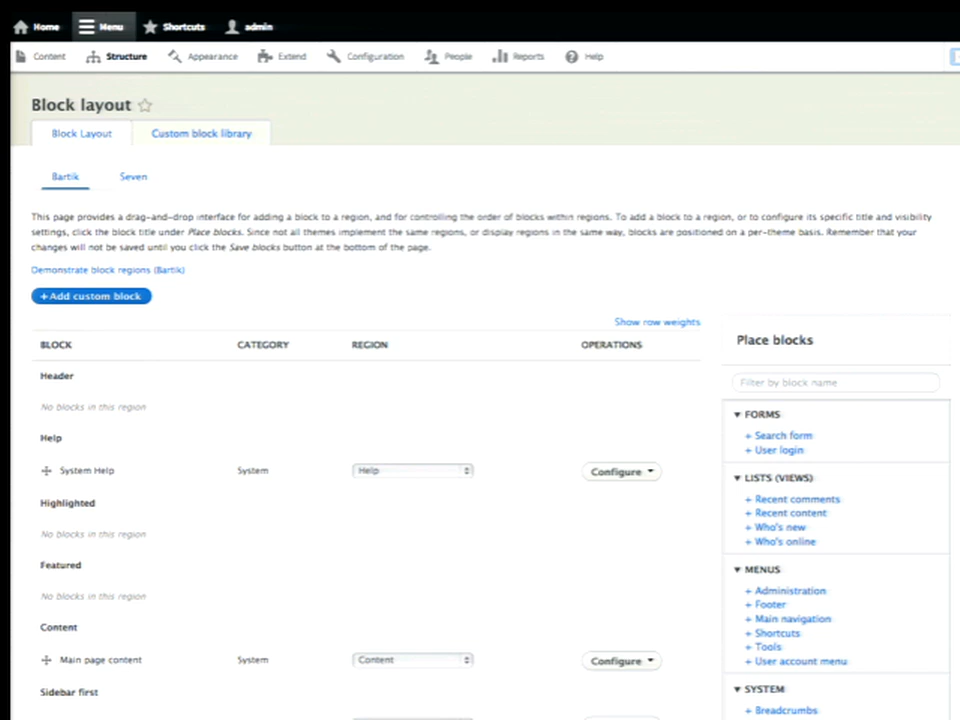 Home Menu Shortcuts admin
Content Structure Appearance Extend Configuration People Reports Help
Block layout
Block Layout Custom block library
Bartik Seven
This page provides a drag-and-drop interface for adding a block to a region, and for controlling the order of blocks within regions. To add a block to a region, or to configure its specific title and visibility
settings, click the block title under Place blocks. Since not all themes implement the same regions, or display regions in the same way, blocks are positioned on a per-theme basis. Remember that your
changes will not be saved until you click the Save blocks button at the bottom of the page.
Demonstrate block regions (Bartik)
+ Add custom block
Show row weights
BLOCK CATEGORY REGION OPERATIONS
Header
No blocks in this region
Help
System Help System Help Configure
Highlighted
No blocks in this region
Featured
No blocks in this region
Content
Main page content System Content Configure
Sidebar first
Place blocks
Filter by block name
FORMS
+ Search form
+ User login
LISTS (VIEWS)
+ Recent comments
+ Recent content
+ Who's new
+ Who's online
MENUS
+ Administration
+ Footer
+ Main navigation
+ Shortcuts
+ Tools
+ User account menu
SYSTEM
+ Breadcrumbs